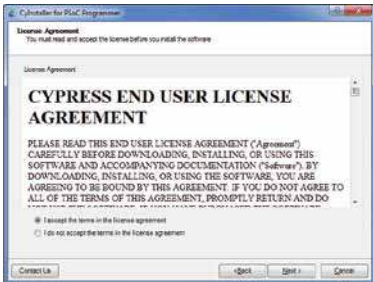 CyInstaller for PSoC Programmer
License Agreement
You must read and accept the license before you install the software
License Agreement
CYPRESS END USER LICENSE
AGREEMENT
PLEASE READ THIS END USER LICENSE AGREEMENT ("Agreement")
CAREFULLY BEFORE DOWNLOADING, INSTALLING, OR USING THIS
SOFTWARE AND ACCOMPANYING DOCUMENTATION ("Software"). BY
DOWNLOADING, INSTALLING, OR USING THE SOFTWARE, YOU ARE
AGREEING TO BE BOUND BY THIS AGREEMENT. IF YOU DO NOT AGREE TO
ALL OF THE TERMS OF THIS AGREEMENT, PROMPTLY RETURN AND DO
I accept the terms in the license agreement
I do not accept the terms in the license agreement
Contact Us
<Back
Next >
Cancel